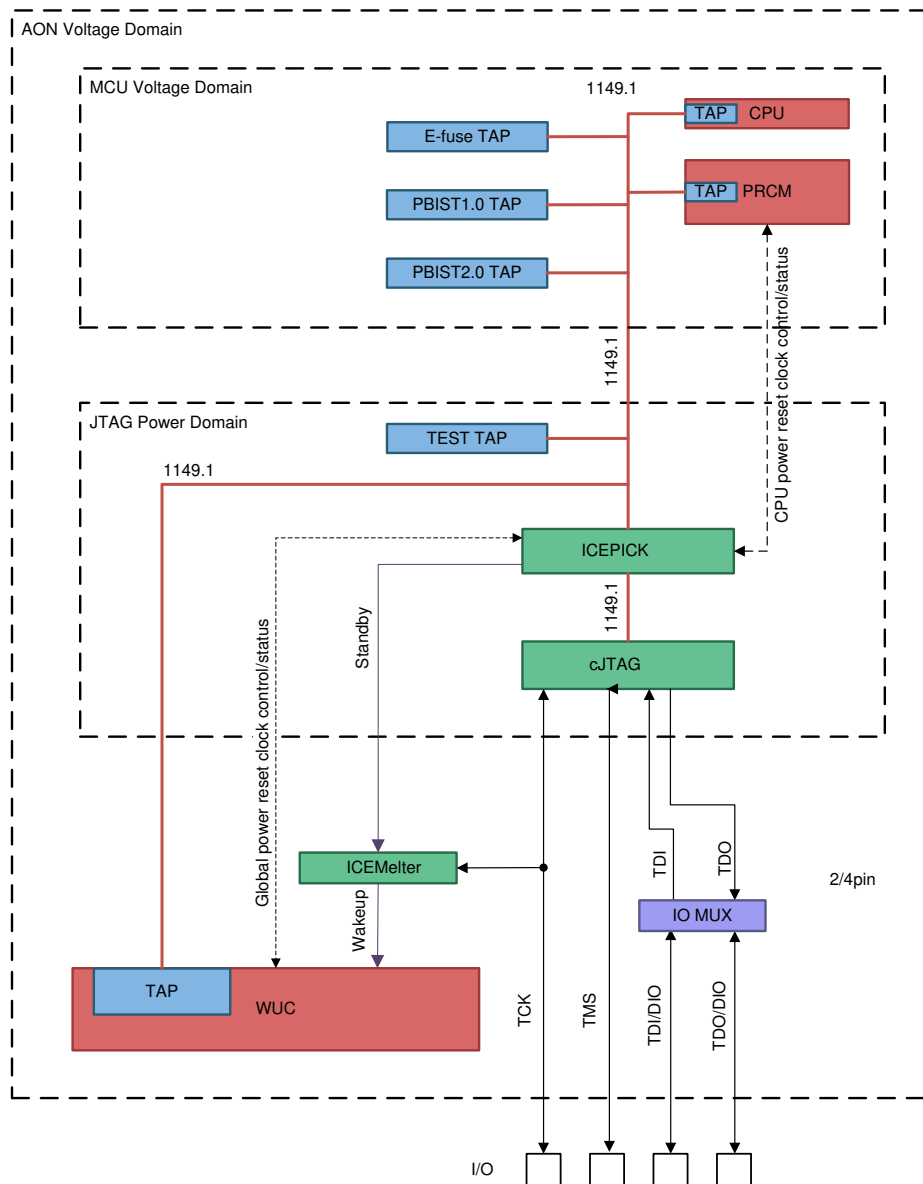 AON Voltage Domain
MCU Voltage Domain
1149.1
TAP
CPU
E-fuse TAP
TAP
PRCM
PBIST1.0 TAP
PBIST2.0 TAP
1149.1
CPU power reset clock control/status
JTAG Power Domain
TEST TAP
1149.1
ICEPICK
1149.1
Standby
Global power reset clock control/status
cJTAG
ICEMelter
TDI
TDO
2/4pin
IO MUX
Wakeup
TAP
WUC
TCK
TMS
TDI/DIO
TDO/DIO
I/O